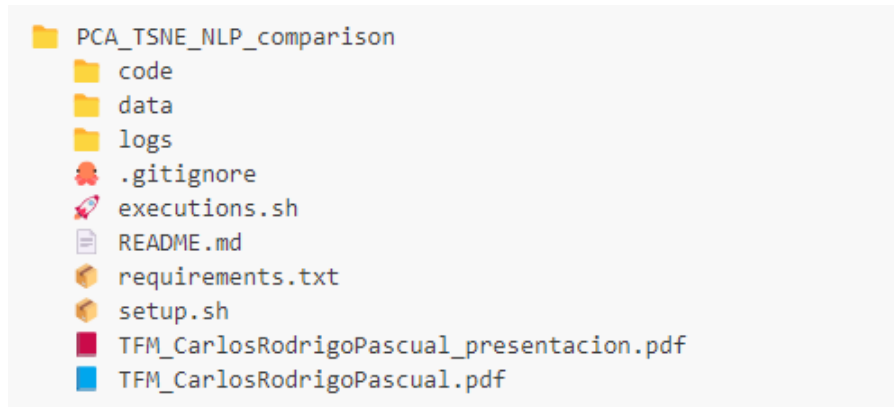 PCA_TSNE_NLP_comparison
code
data
logs
.gitignore
executions.sh
README.md
requirements.txt
setup.sh
TFM_CarlosRodrigoPascual_presentacion.pdf
TFM_CarlosRodrigoPascual.pdf